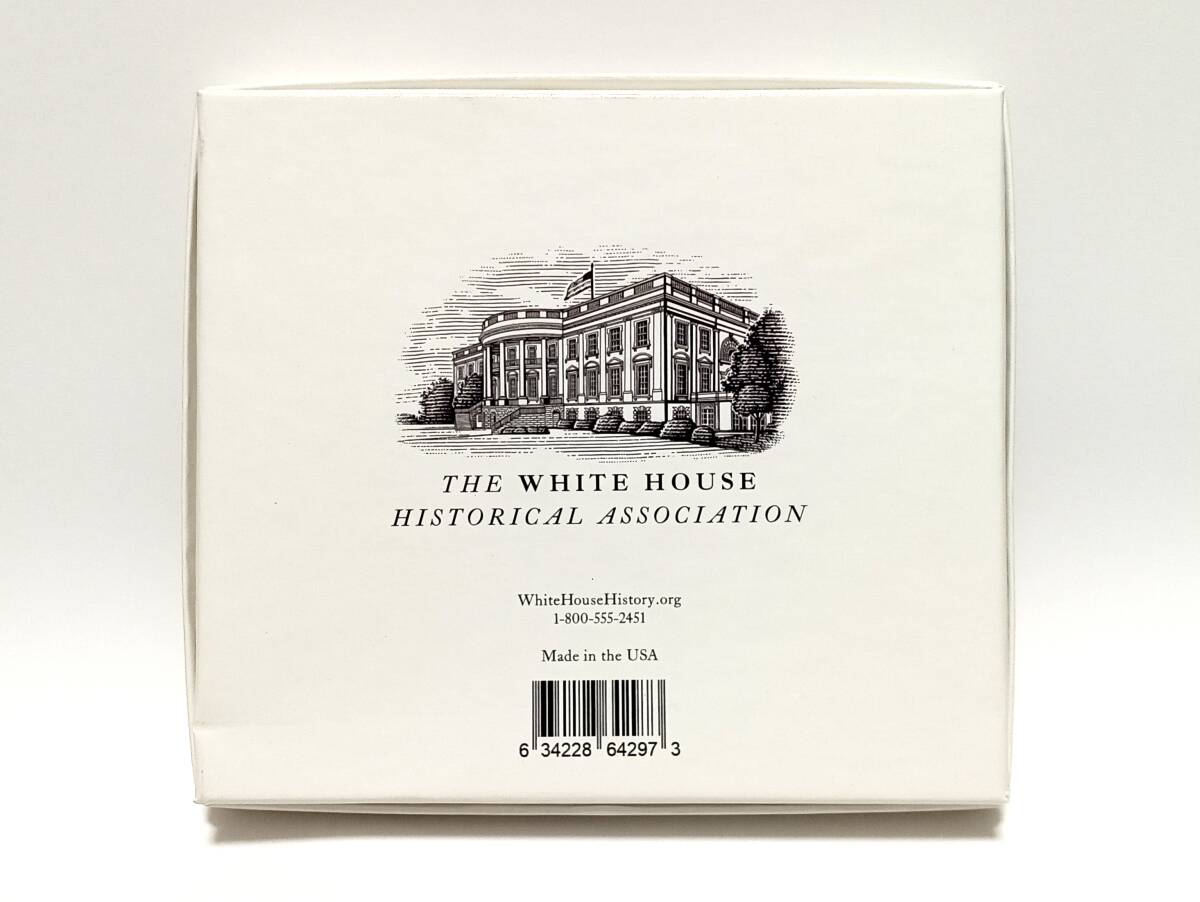 THE WHITE HOUSE
HISTORICAL ASSOCIATION
WhiteHouseHistory.org
1-800-555-2451
Made in the USA
6 34228 64297 3